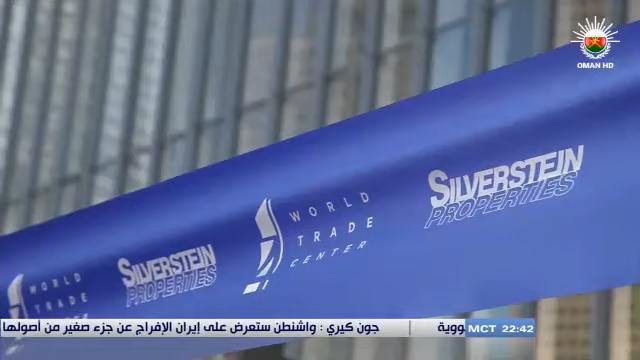 OMAN HD
SILVERSTEIN
PROPERTIES
WORLD
TRADE
CENTER
SILVERSTEIN
PROPERTIES
WORLD
TRADE
جون كيري : واشنطن ستعرض على إيران الإفراج عن جزء صغير من أصولها
ووية
MCT 22:42